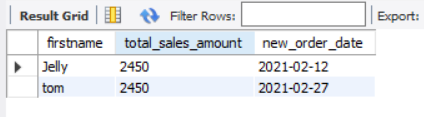 Result Grid Filter Rows: Export:
firstname total_sales_amount new_order_date
Jelly 2450 2021-02-12
tom 2450 2021-02-27